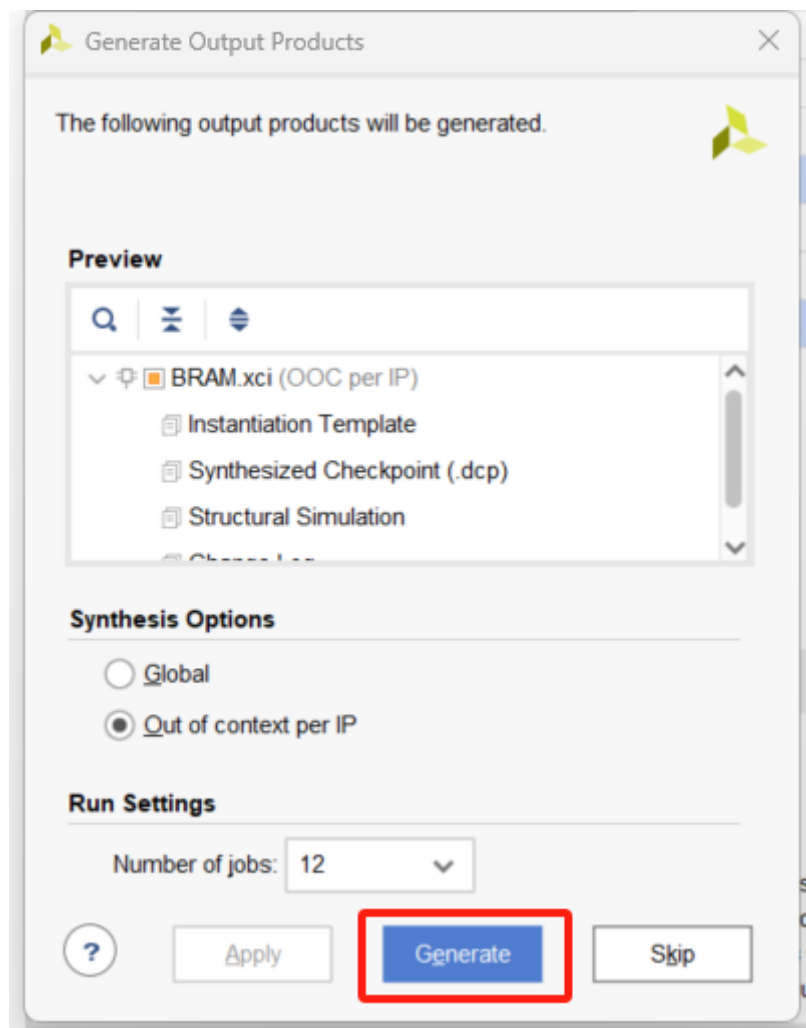 Generate Output Products
The following output products will be generated.
Preview
BRAM.xci (OOC per IP)
Instantiation Template
Synthesized Checkpoint (.dcp)
Structural Simulation
Change Log
Synthesis Options
Global
Out of context per IP
Run Settings
Number of jobs: 12
? Apply Generate Skip